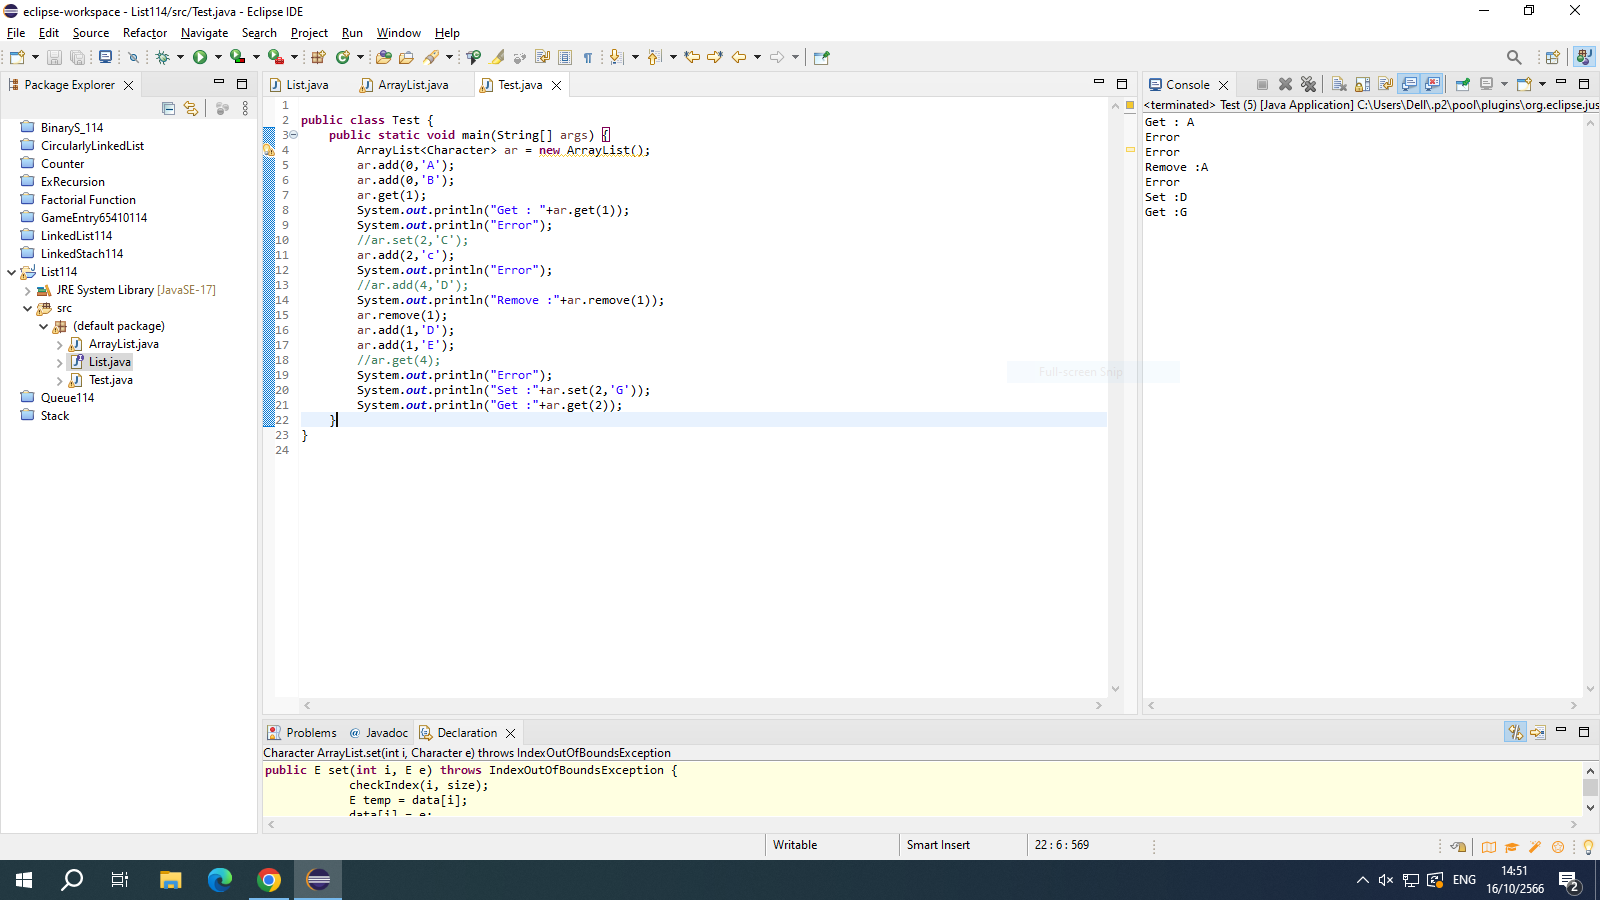 eclipse-workspace - List114/src/Test.java - Eclipse IDE
File Edit Source Refactor Navigate Search Project Run Window Help
Package Explorer
BinaryS_114
CircularlyLinkedList
Counter
ExRecursion
Factorial Function
GameEntry65410114
LinkedList114
LinkedStach114
List114
JRE System Library [JavaSE-17]
src
(default package)
ArrayList.java
List.java
Test.java
Queue114
Stack
List.java ArrayList.java Test.java
1
2 public class Test {
3 public static void main(String[] args) {
4 ArrayList<Character> ar = new ArrayList();
5 ar.add(0,'A');
6 ar.add(0,'B');
7 ar.get(1);
8 System.out.println("Get : "+ar.get(1));
9 System.out.println("Error");
10 //ar.set(2,'C');
11 ar.add(2,'c');
12 System.out.println("Error");
13 //ar.add(4,'D');
14 System.out.println("Remove :"+ar.remove(1));
15 ar.remove(1);
16 ar.add(1,'D');
17 ar.add(1,'E');
18 //ar.get(4);
19 System.out.println("Error");
20 System.out.println("Set :"+ar.set(2,'G'));
21 System.out.println("Get :"+ar.get(2));
22 }
23 }
24
Full-screen Snip
Console
<terminated> Test (5) [Java Application] C:\Users\Dell\.p2\pool\plugins\org.eclipse.jus
Get : A
Error
Error
Remove :A
Error
Set :D
Get :G
Problems @ Javadoc Declaration
Character ArrayList.set(int i, Character e) throws IndexOutOfBoundsException
public E set(int i, E e) throws IndexOutOfBoundsException {
checkIndex(i, size);
E temp = data[i];
data[i] = e;
Writable Smart Insert 22 : 6 : 569
ENG
14:51
16/10/2566
2